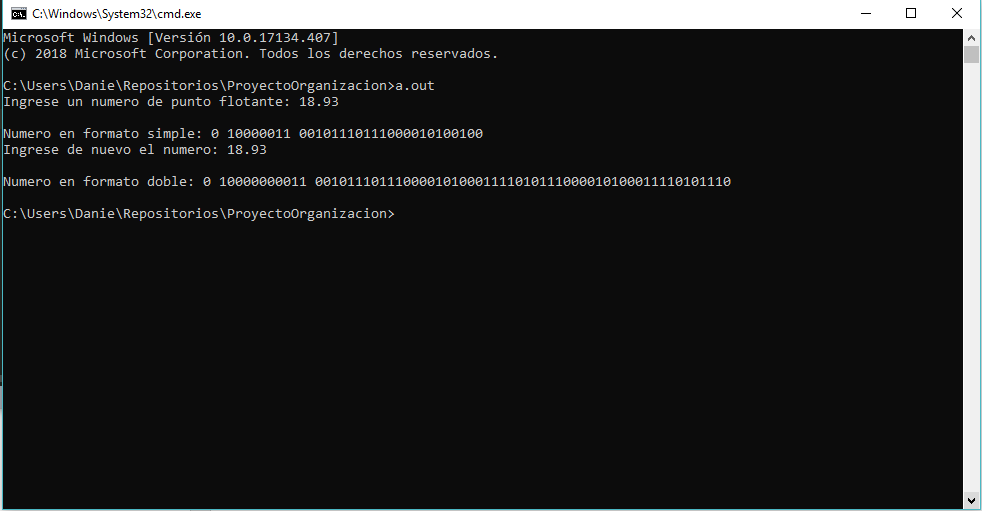 C:\Windows\System32\cmd.exe
Microsoft Windows [Versión 10.0.17134.407]
(c) 2018 Microsoft Corporation. Todos los derechos reservados.
C:\Users\Danie\Repositorios\ProyectoOrganizacion>a.out
Ingrese un numero de punto flotante: 18.93
Numero en formato simple: 0 10000011 00101110111000010100100
Ingrese de nuevo el numero: 18.93
Numero en formato doble: 0 10000000011 0010111011100001010001111010111000010100011110101110
C:\Users\Danie\Repositorios\ProyectoOrganizacion>